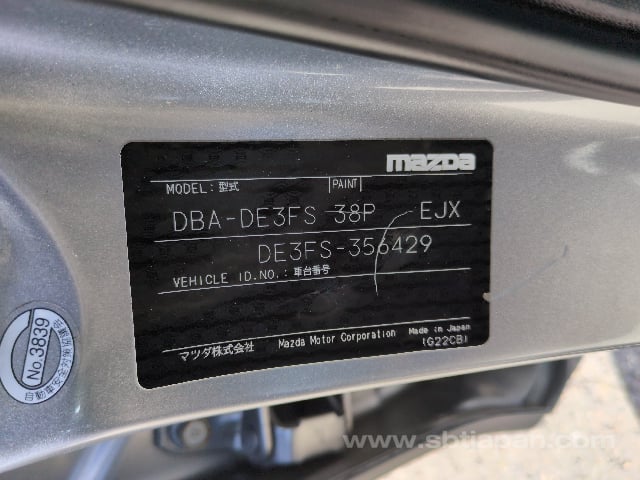 mazda
MODEL: 型式 PAINT
DBA-DE3FS 38P EJX
DE3FS-356429
VEHICLE ID.NO.: 車台番号
マツダ株式会社 Mazda Motor Corporation Made in Japan
(G22CB)
No.3839
www.sbtjapan.com